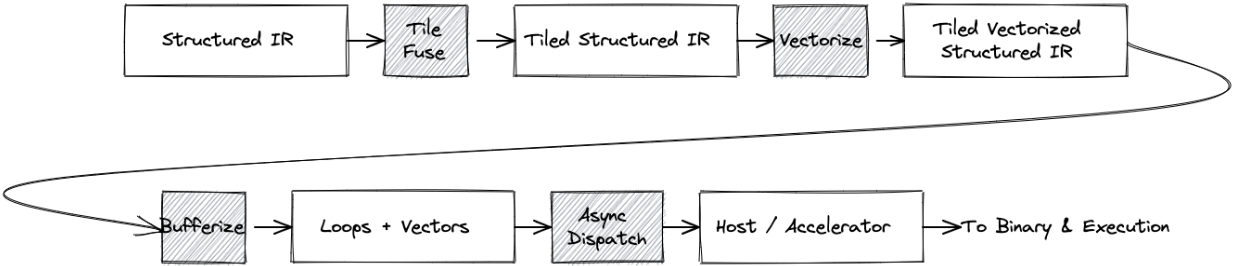 Structured IR
Tile
Fuse
Tiled Structured IR
Vectorize
Tiled Vectorized
Structured IR
Bufferize
Loops + Vectors
Async
Dispatch
Host / Accelerator
To Binary & Execution